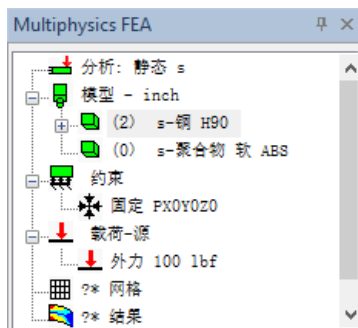 Multiphysics FEA
分析: 静态 s
模型 - inch
(2) s-钢 H90
(0) s-聚合物 软 ABS
约束
固定 PX0Y0Z0
载荷-源
外力 100 lbf
?* 网格
?* 结果